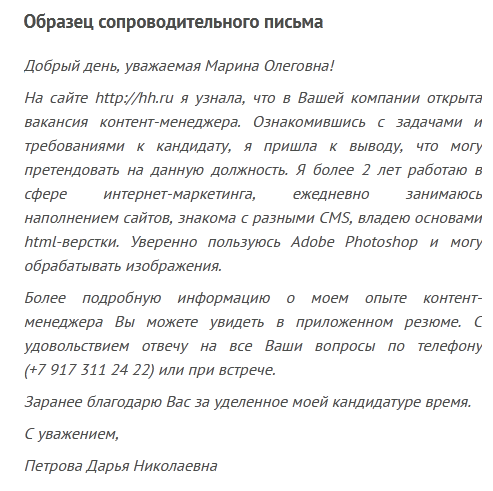 Образец сопроводительного письма
Добрый день, уважаемая Марина Олеговна!
На сайте http://hh.ru я узнала, что в Вашей компании открыта
вакансия контент-менеджера. Ознакомившись с задачами и
требованиями к кандидату, я пришла к выводу, что могу
претендовать на данную должность. Я более 2 лет работаю в
сфере интернет-маркетинга, ежедневно занимаюсь
наполнением сайтов, знакома с разными CMS, владею основами
html-верстки. Уверенно пользуюсь Adobe Photoshop и могу
обрабатывать изображения.
Более подробную информацию о моем опыте контент-
менеджера Вы можете увидеть в приложенном резюме. С
удовольствием отвечу на все Ваши вопросы по телефону
(+7 917 311 24 22) или при встрече.
Заранее благодарю Вас за уделенное моей кандидатуре время.
С уважением,
Петрова Дарья Николаевна